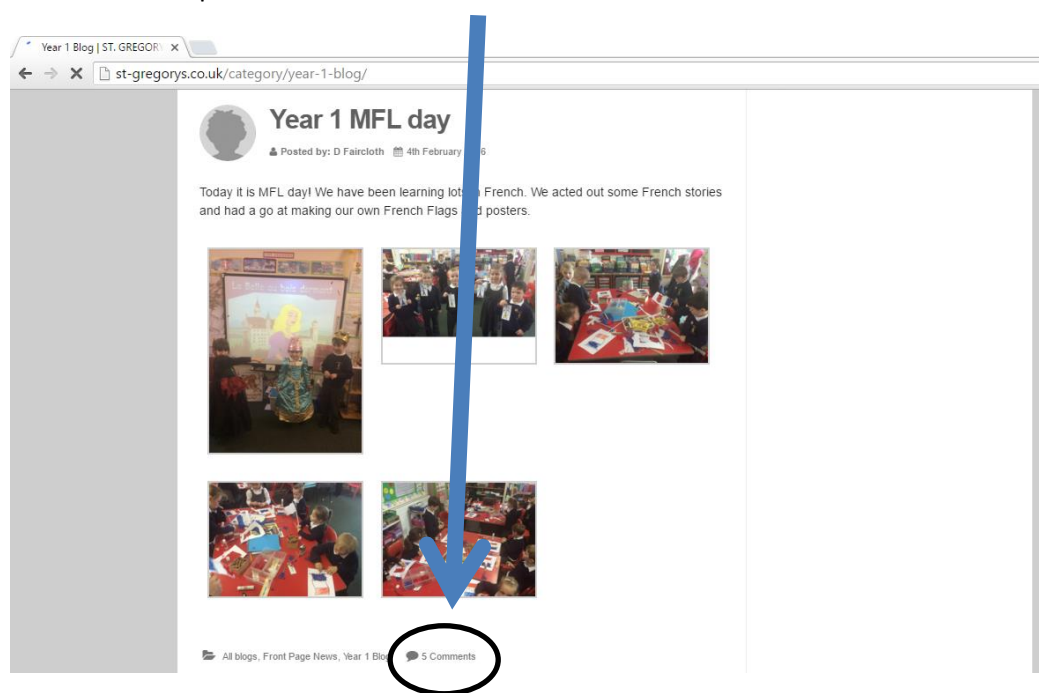 Year 1 Blog | ST. GREGORY
st-gregorys.co.uk/category/year-1-blog/
Year 1 MFL day
Posted by: D Faircloth 4th February
Today it is MFL day! We have been learning lots French. We acted out some French stories
and had a go at making our own French Flags posters.
All blogs, Front Page News, Year 1 Blog 5 Comments